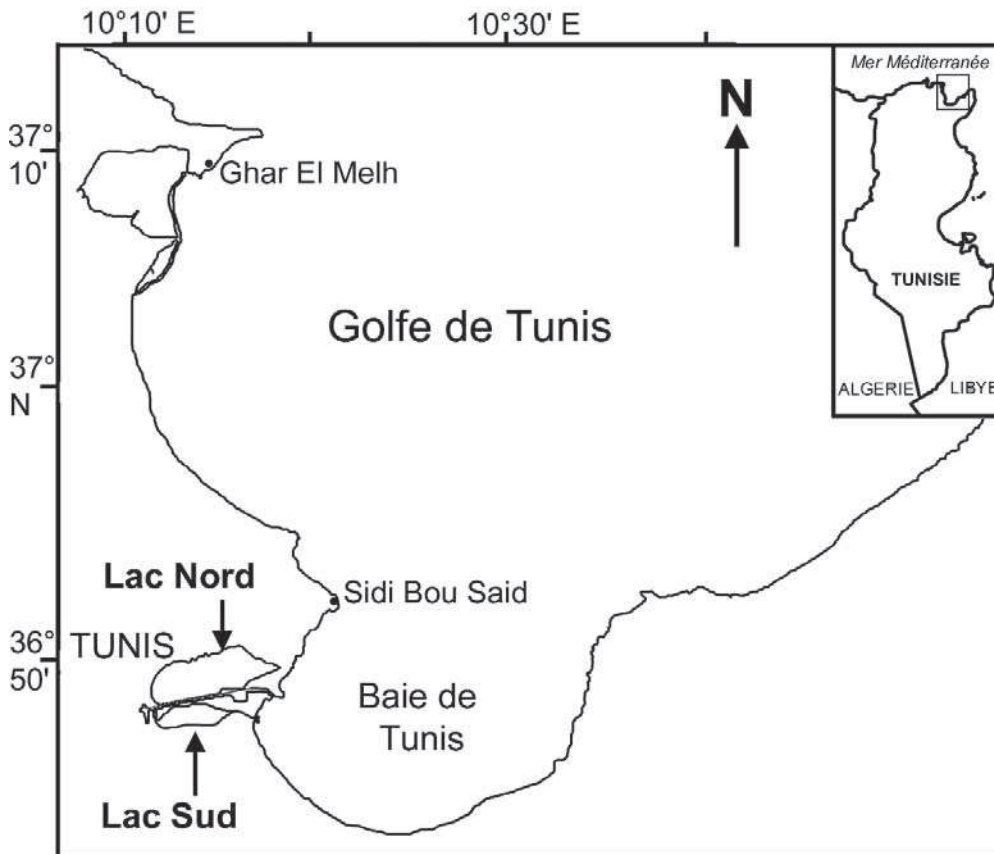 10°10' E
10°30' E
Mer Méditerranée
N
37°
10'
Ghar El Melh
TUNISIE
Golfe de Tunis
37°
N
ALGERIE
LIBYE
Lac Nord
Sidi Bou Said
36°
50'
TUNIS
Baie de
Tunis
Lac Sud